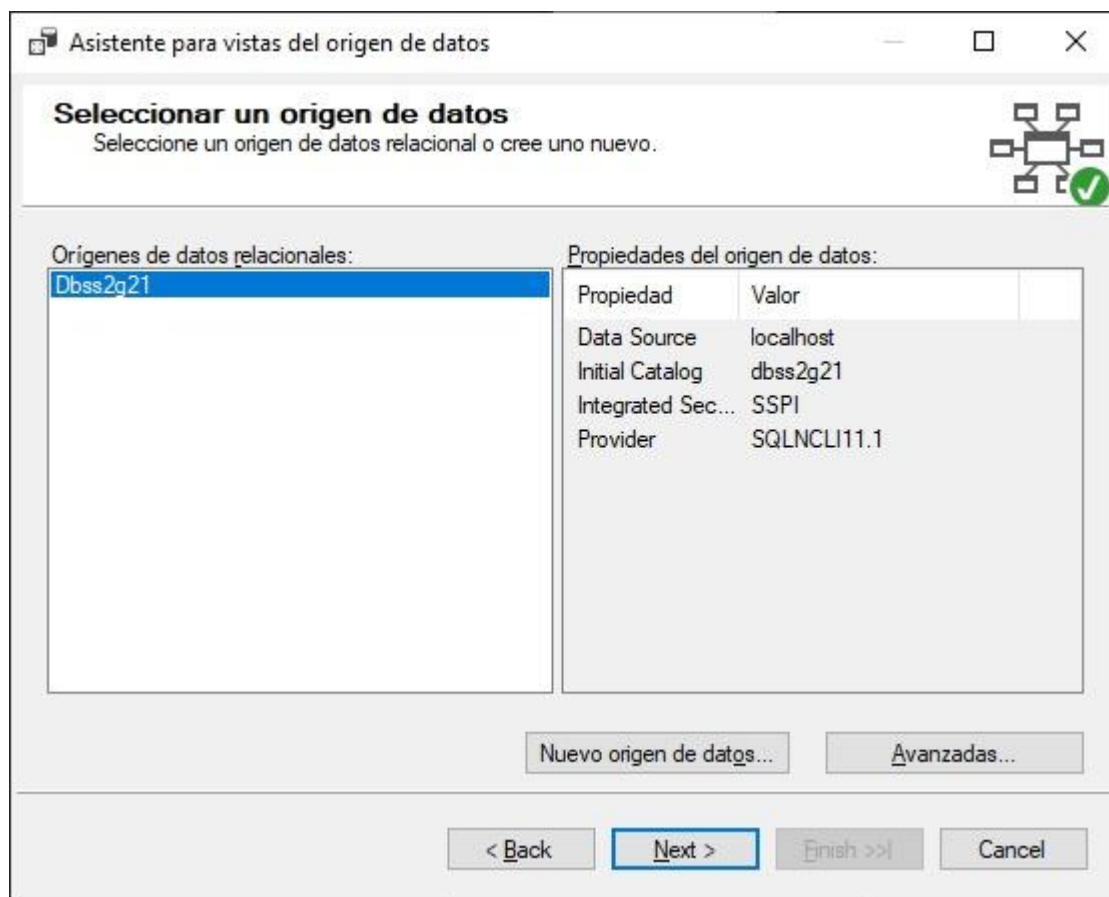 Asistente para vistas del origen de datos
Seleccionar un origen de datos
Seleccione un origen de datos relacional o cree uno nuevo.
Orígenes de datos relacionales:
Dbss2g21
Propiedades del origen de datos:
Propiedad Valor
Data Source localhost
Initial Catalog dbss2g21
Integrated Sec... SSPI
Provider SQLNCLI11.1
Nuevo origen de datos... Avanzadas...
< Back Next > Finish >>| Cancel